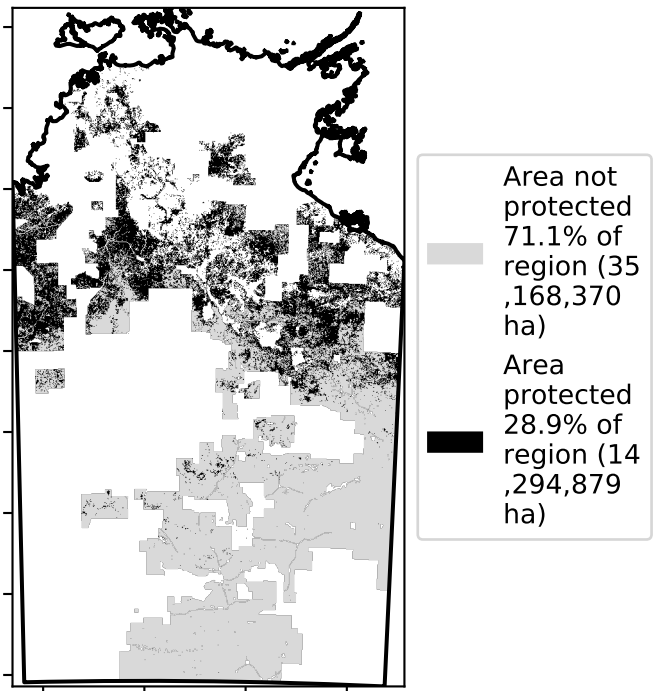 Area not
protected
71.1% of
region (35
,168,370
ha)
Area
protected
28.9% of
region (14
,294,879
ha)